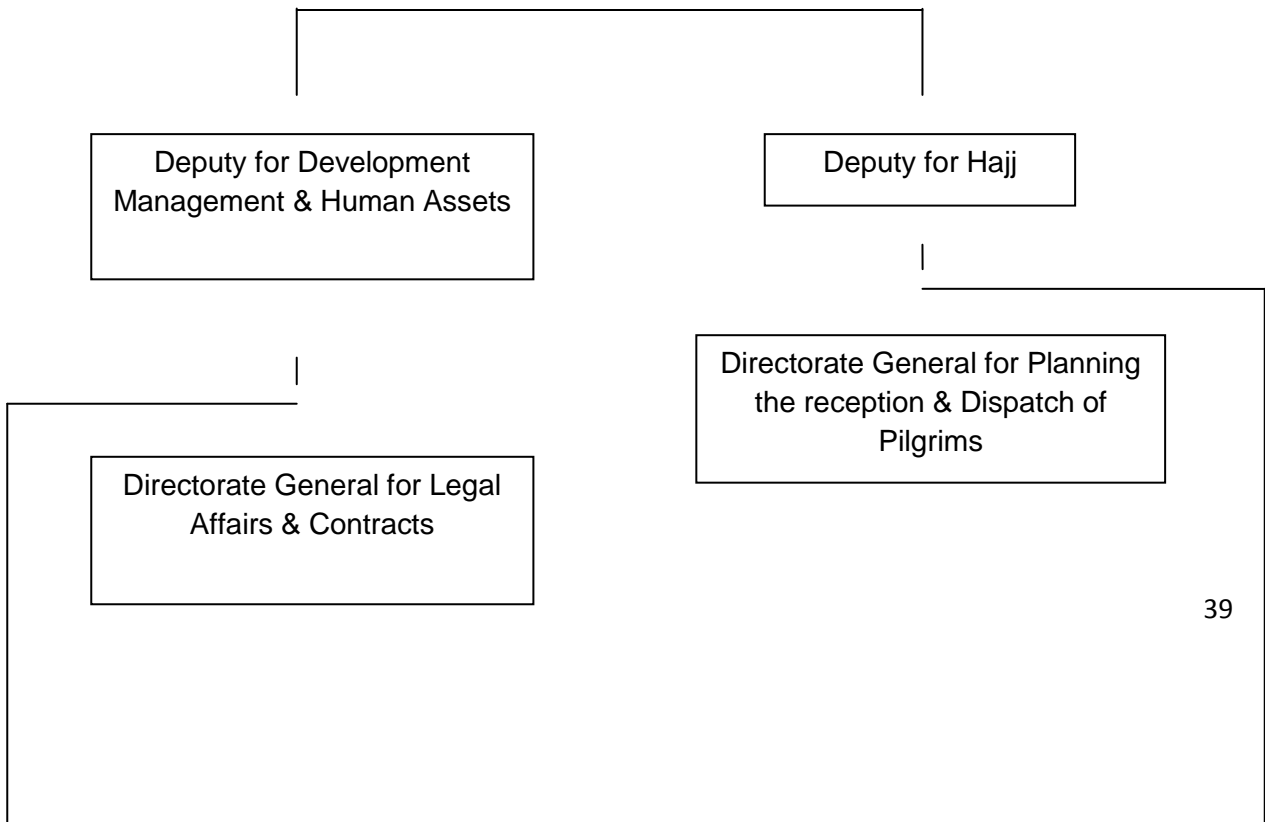 Deputy for Development
Management & Human Assets
Deputy for Hajj
Directorate General for Planning
the reception & Dispatch of
Pilgrims
Directorate General for Legal
Affairs & Contracts
39